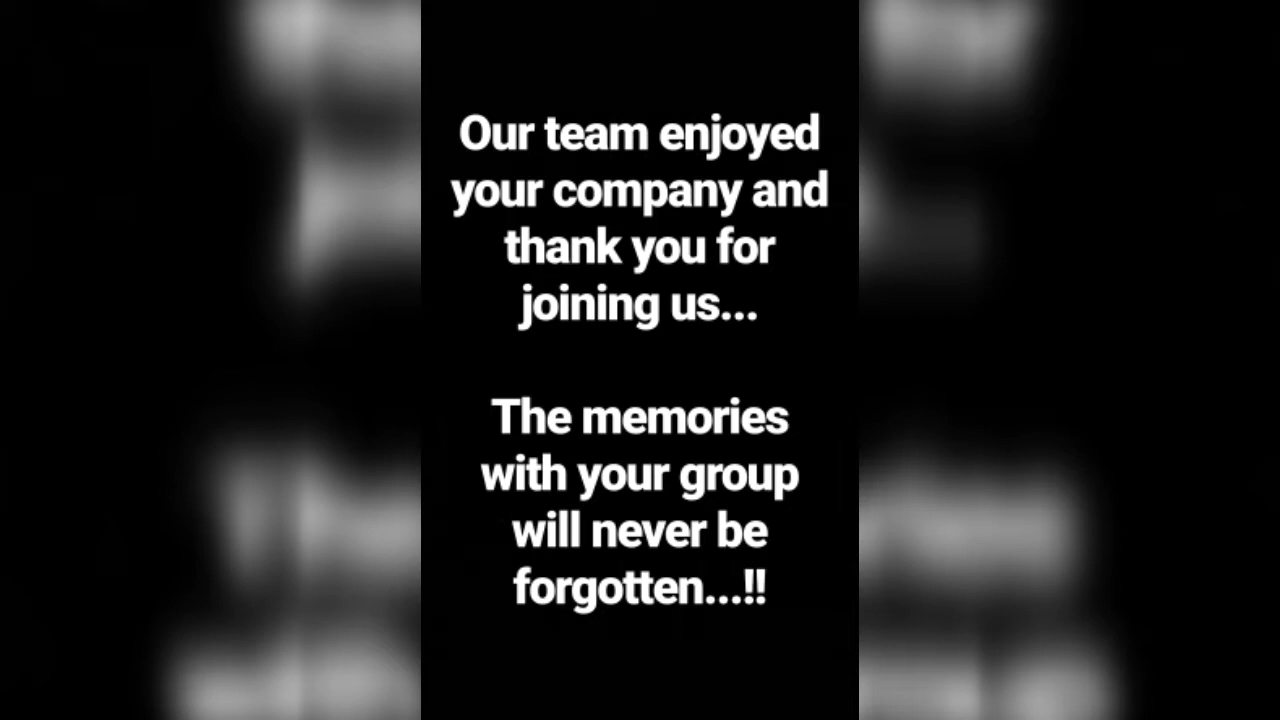 Our team enjoyed
your company and
thank you for
joining us...
The memories
with your group
will never be
forgotten...!!